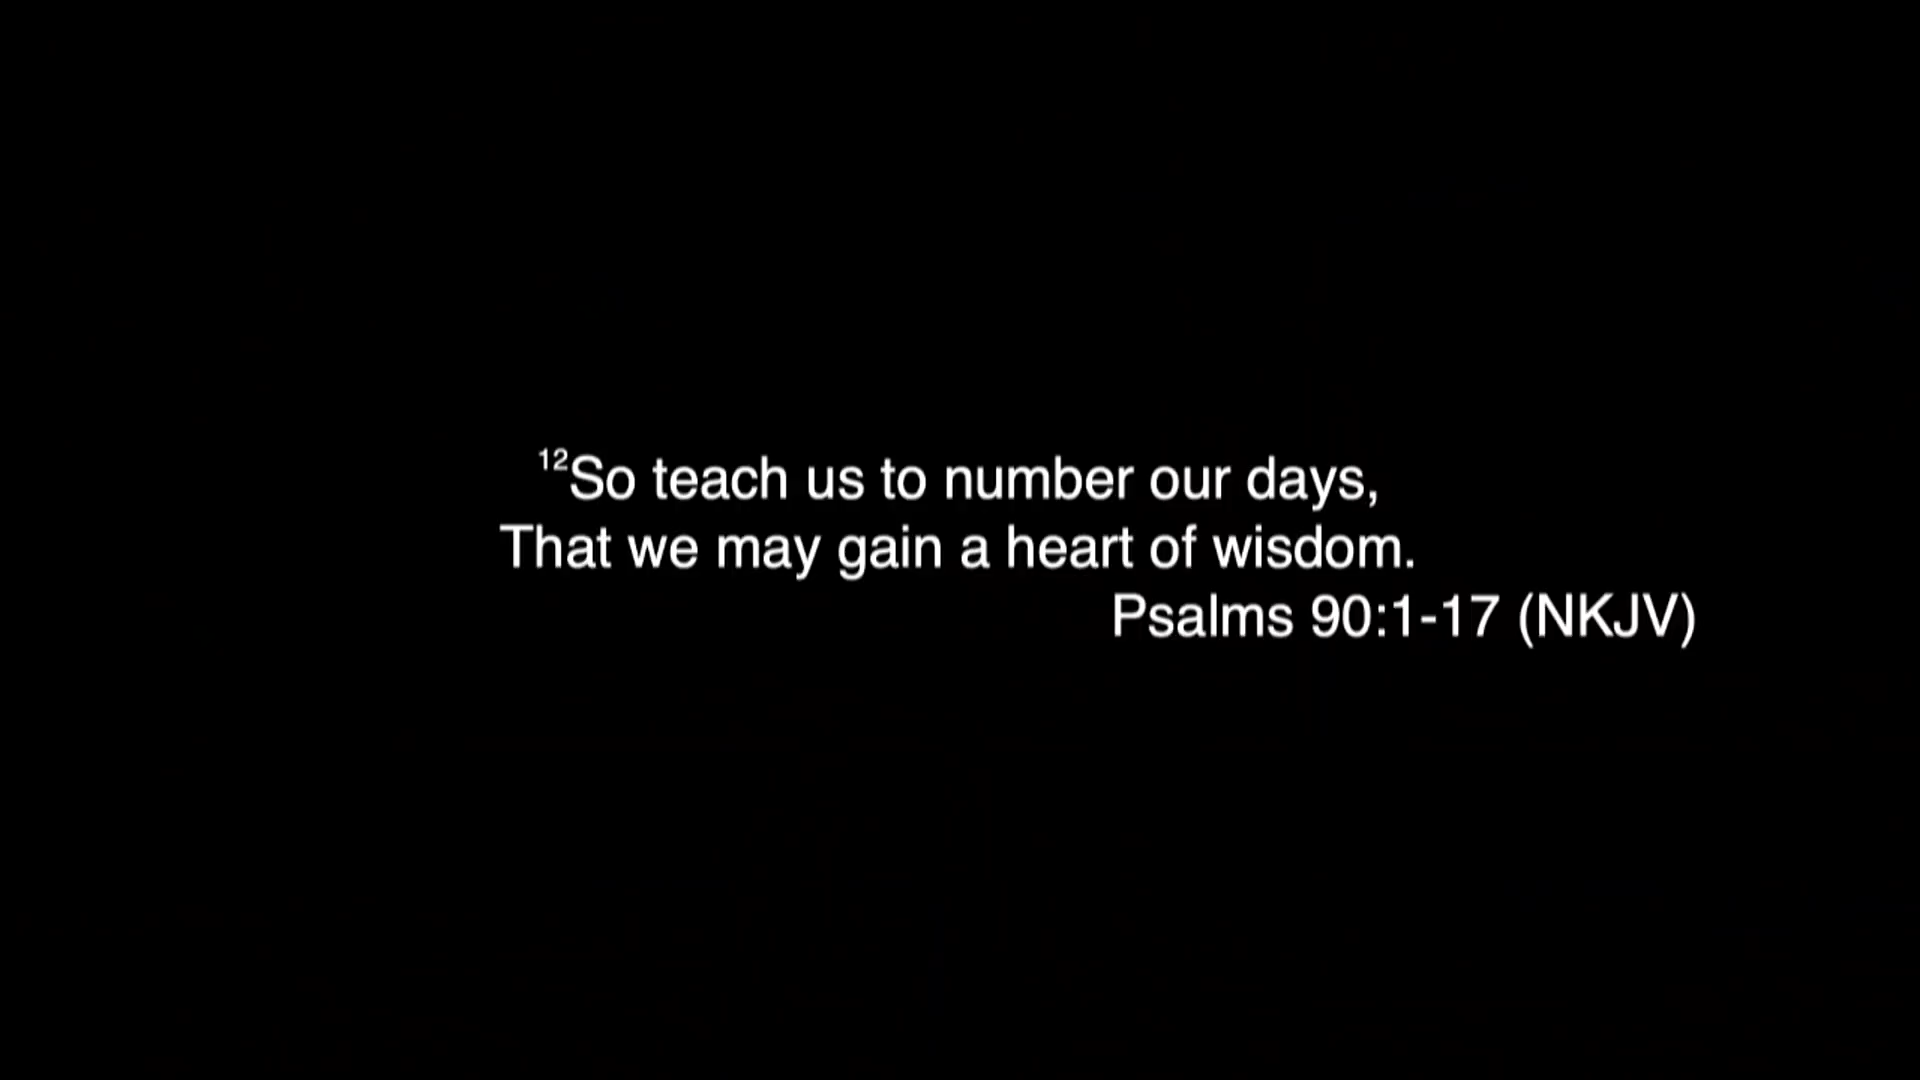 ¹²So teach us to number our days,
That we may gain a heart of wisdom.
Psalms 90:1-17 (NKJV)